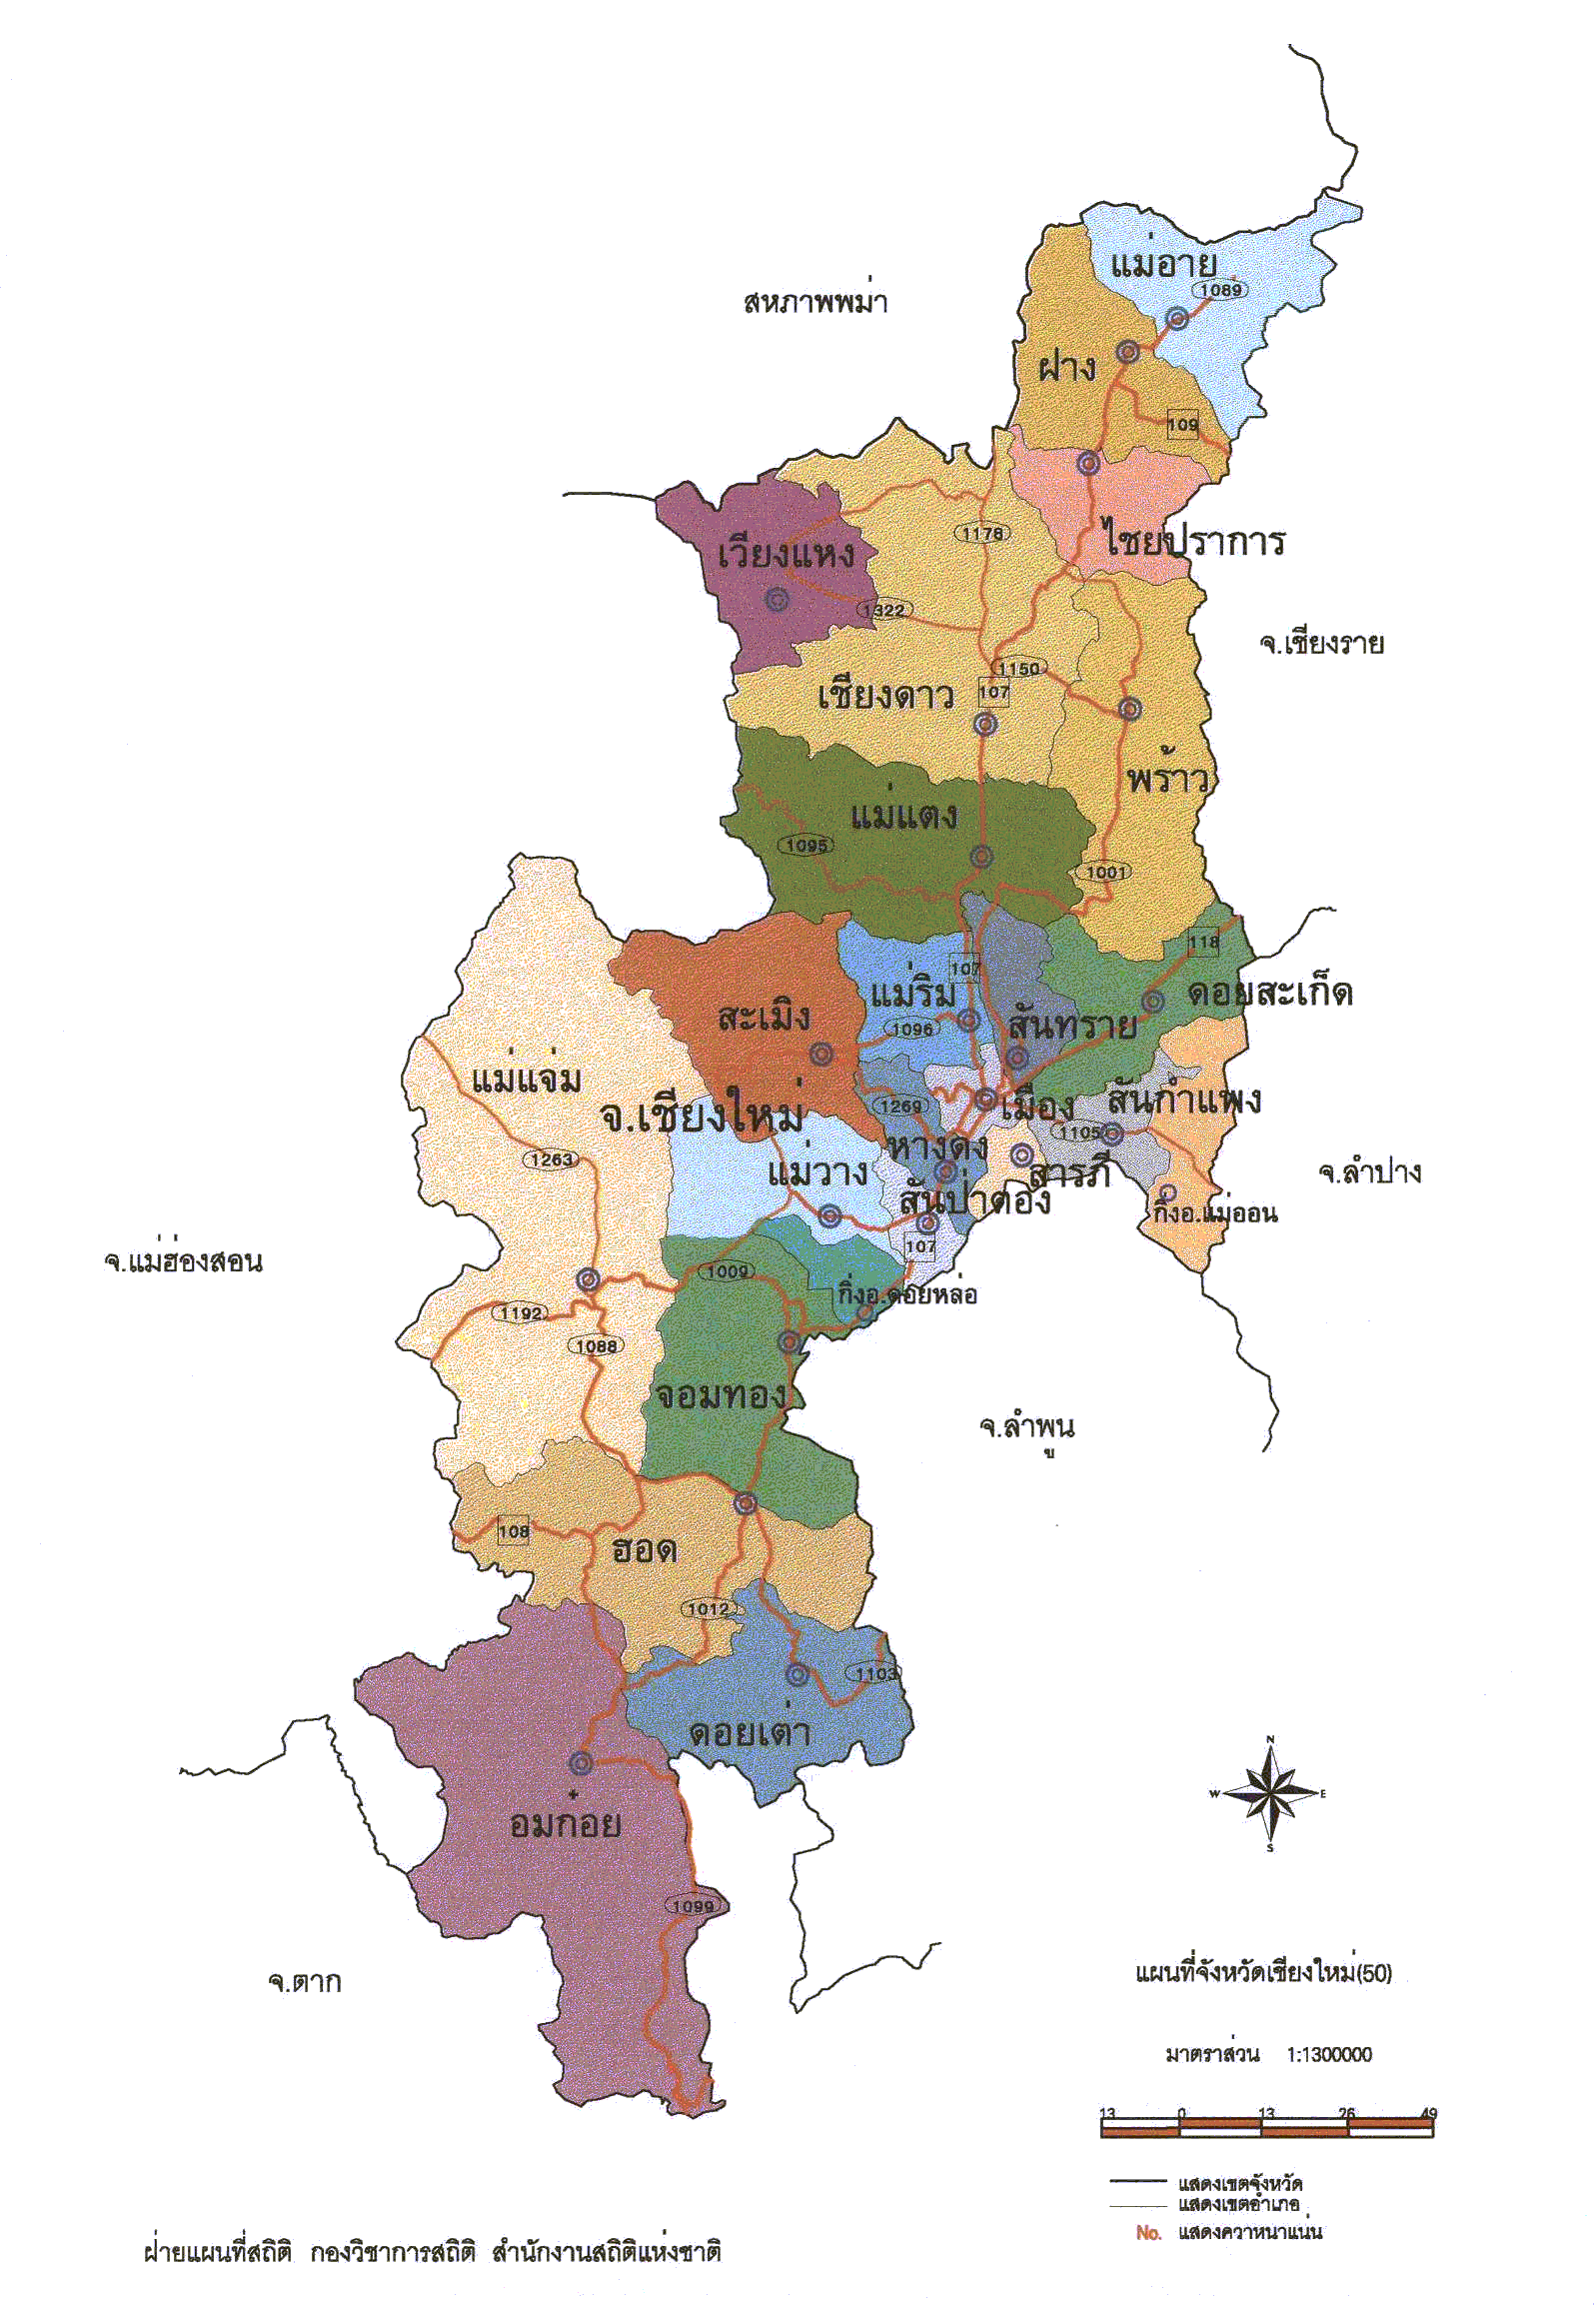 แม่อาย
1089
สหภาพพม่า
ฝาง
109
1178
ไชยปราการ
เวียงแหง
1322
จ.เชียงราย
1150
107
เชียงดาว
พร้าว
แม่แตง
1095
1001
118
107
แม่ริม
ดอยสะเก็ด
สะเมิง
1096
สันทราย
แม่แจ่ม
จ.เชียงใหม่
1269
เมือง
สันกำแพง
1105
หางดง
1263
แม่วาง
สารภี
จ.ลำปาง
สันป่าตอง
กิ่งอ.แม่ออน
107
จ.แม่ฮ่องสอน
1009
กิ่งอ.ดอยหล่อ
1192
1088
จอมทอง
จ.ลำพูน
108
ฮอด
1012
1103
ดอยเต่า
N
W E
S
อมก๋อย
1099
จ.ตาก
แผนที่จังหวัดเชียงใหม่(50)
มาตราส่วน 1:1300000
13 0 13 26 49
แสดงเขตจังหวัด
แสดงเขตอำเภอ
No. แสดงควาหนาแน่น
ฝ่ายแผนที่สถิติ กองวิชาการสถิติ สำนักงานสถิติแห่งชาติ